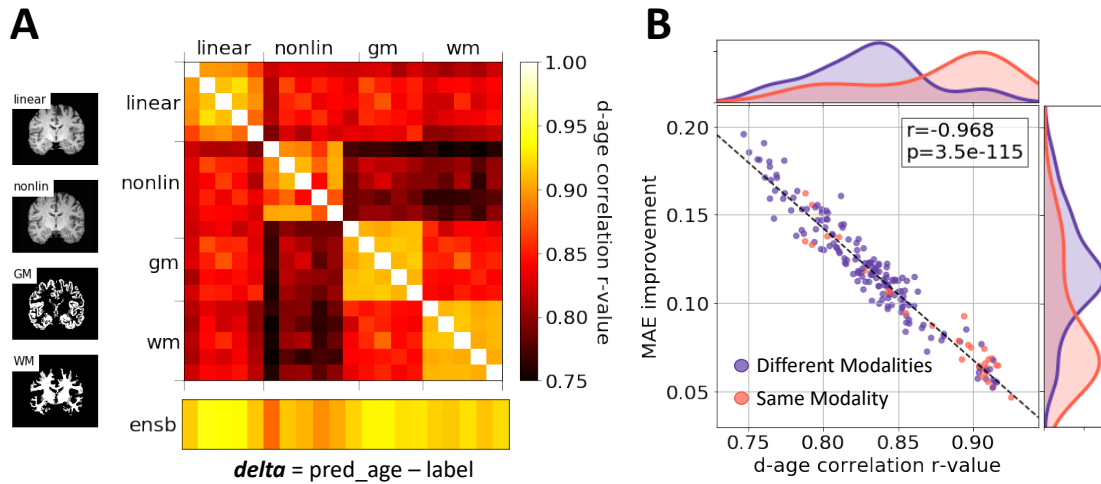 A
linear nonlin gm wm
linear
nonlin
gm
wm
linear
nonlin
GM
WM
1.00
0.95
0.90
0.85
0.80
0.75
d-age correlation r-value
ensb
delta = pred_age – label
B
r=-0.968
p=3.5e-115
0.20
0.15
0.10
0.05
MAE improvement
Different Modalities
Same Modality
0.75 0.80 0.85 0.90
d-age correlation r-value